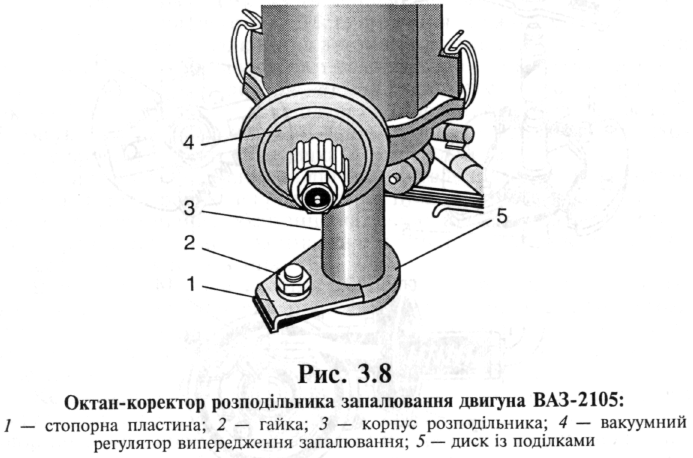 4
3
2
1
5
Рис. 3.8
Октан-коректор розподільника запалювання двигуна ВАЗ-2105:
1 — стопорна пластина; 2 — гайка; 3 — корпус розподільника; 4 — вакуумний
регулятор випередження запалювання; 5 — диск із поділками